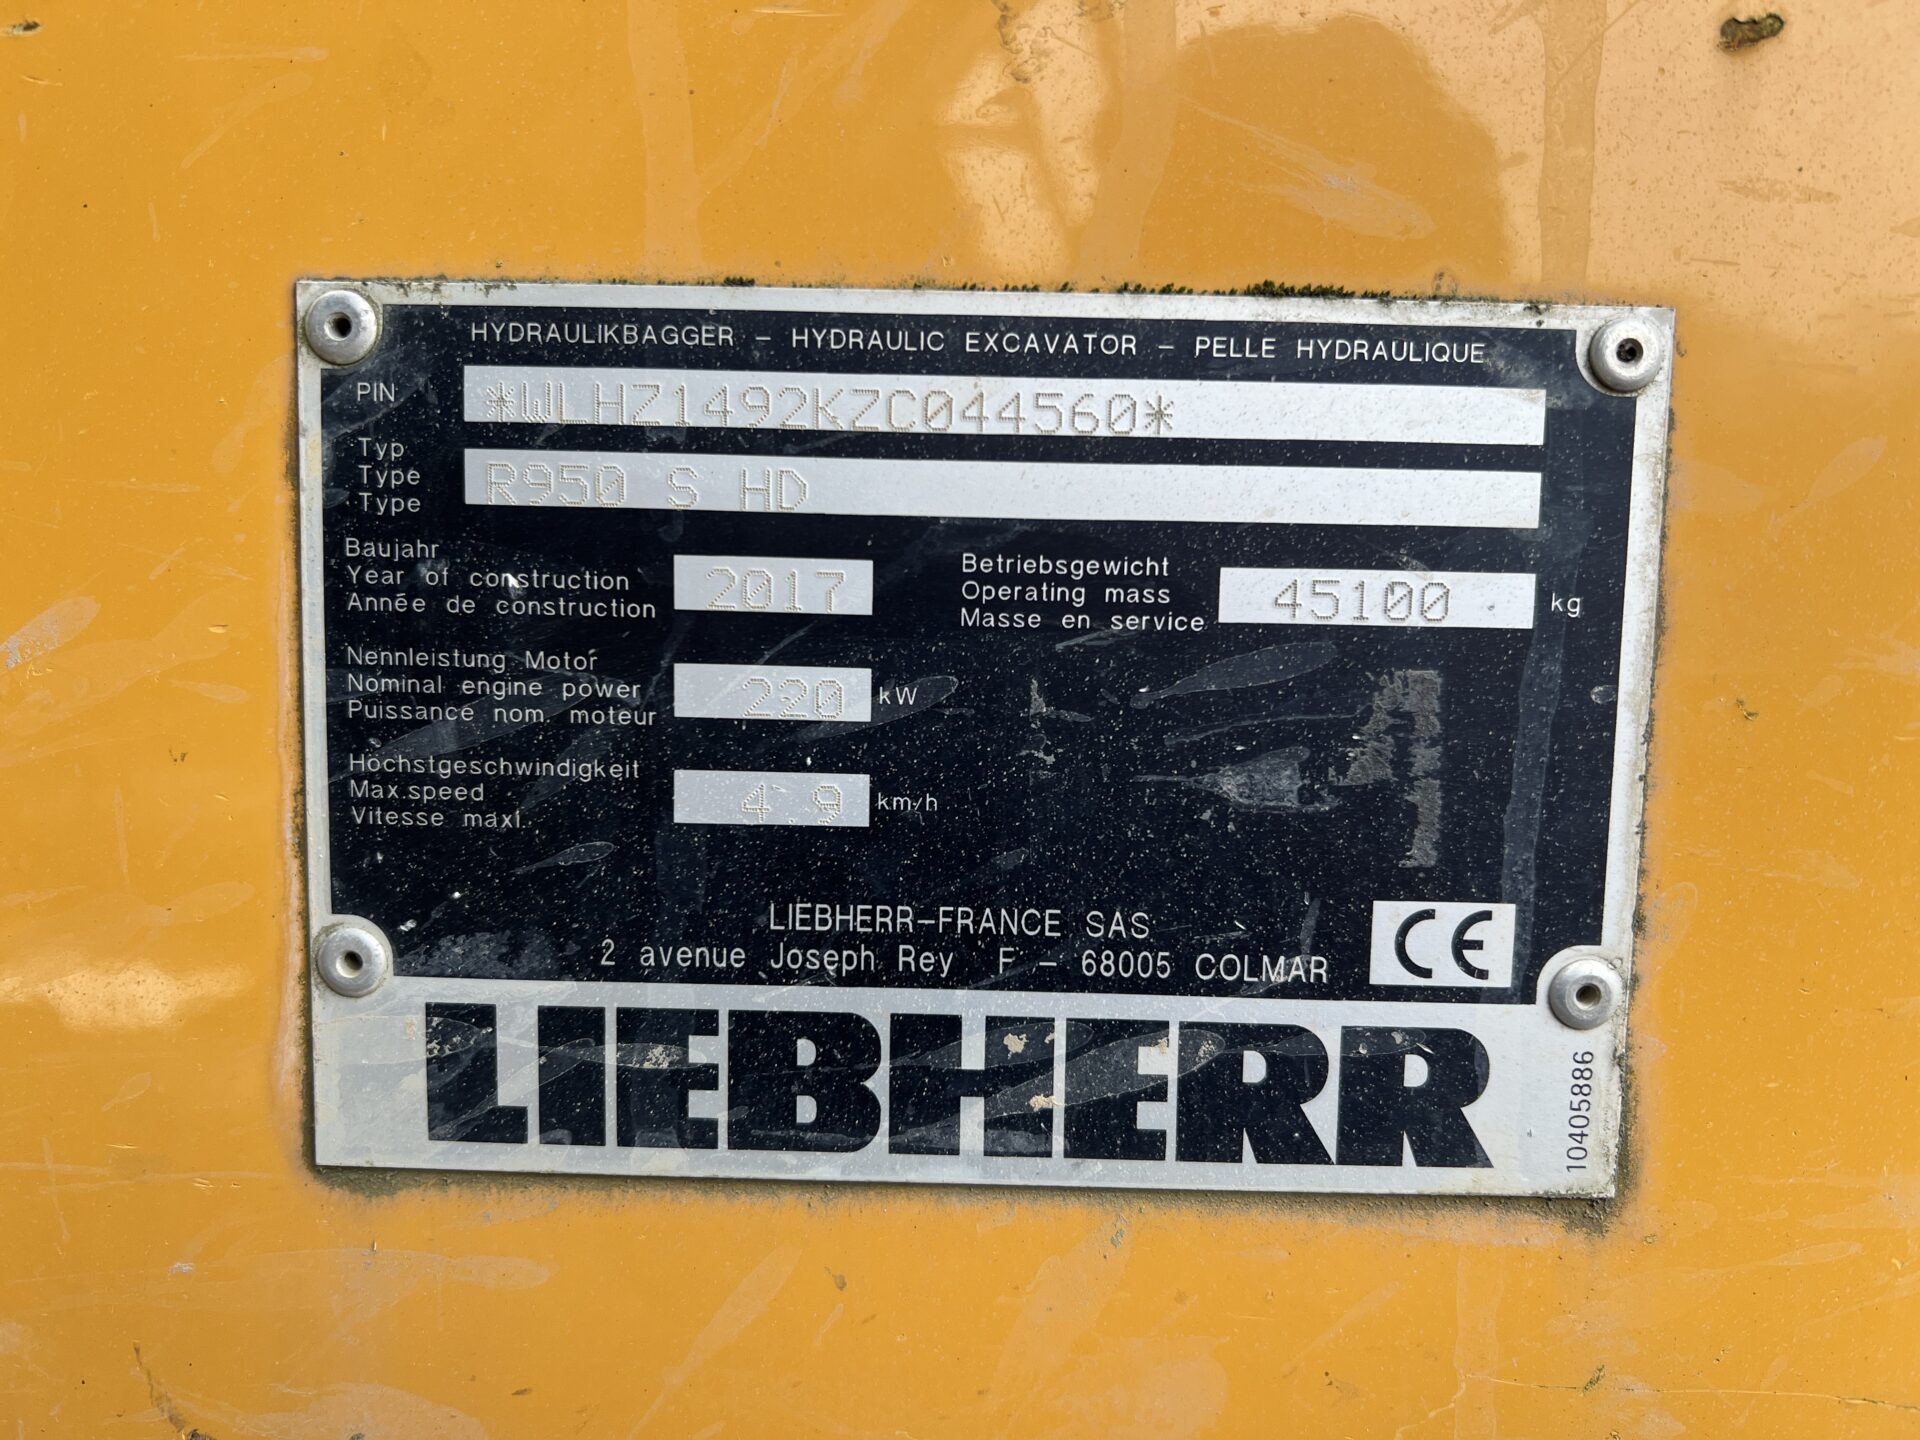 HYDRAULIKBAGGER – HYDRAULIC EXCAVATOR – PELLE HYDRAULIQUE
PIN *WLHZ1492KZC044560*
Typ
Type
Type
R950 S HD
Baujahr
Year of construction
Année de construction
2017
Betriebsgewicht
Operating mass
Masse en service
45100 kg
Nennleistung Motor
Nominal engine power
Puissance nom. moteur
220 kW
Höchstgeschwindigkeit
Max.speed
Vitesse maxl.
4.9 km/h
LIEBHERR–FRANCE SAS
2 avenue Joseph Rey F – 68005 COLMAR
CE
LIEBHERR
10405886